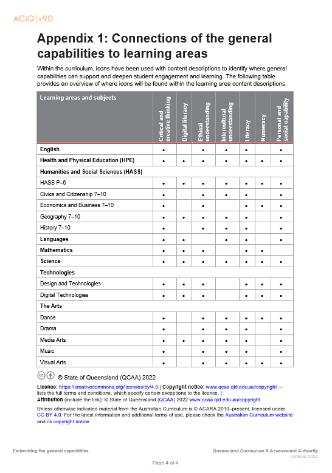 ACiQ | v9.0
Appendix 1: Connections of the general
capabilities to learning areas
Within the curriculum, icons have been used with content descriptions to identify where general
capabilities can support and deepen student engagement and learning. The following table
provides an overview of where icons will be found within the learning area content descriptions.
Learning areas and subjects
Critical and creative thinking
Digital literacy
Ethical understanding
Intercultural understanding
Literacy
Numeracy
Personal and social capability
English • • • • •
Health and Physical Education (HPE) • • • • • • •
Humanities and Social Sciences (HASS)
HASS P–6 • • • • • • •
Civics and Citizenship 7–10 • • • • •
Economics and Business 7–10 • • • • •
Geography 7–10 • • • • • • •
History 7–10 • • • • •
Languages • • • • •
Mathematics • • • • •
Science • • • • • • •
Technologies
Design and Technologies • • • • • •
Digital Technologies • • • • • •
The Arts
Dance • • • • • •
Drama • • • • •
Media Arts • • • • • • •
Music • • • • • •
Visual Arts • • • • • •
© State of Queensland (QCAA) 2022
Licence: https://creativecommons.org/licenses/by/4.0 | Copyright notice: www.qcaa.qld.edu.au/copyright —
lists the full terms and conditions, which specify certain exceptions to the licence. |
Attribution (include the link): © State of Queensland (QCAA) 2022 www.qcaa.qld.edu.au/copyright
Unless otherwise indicated material from the Australian Curriculum is © ACARA 2010–present, licensed under
CC BY 4.0. For the latest information and additional terms of use, please check the Australian Curriculum website
and its copyright notice.
Embedding the general capabilities
Queensland Curriculum & Assessment Authority
Page 4 of 4